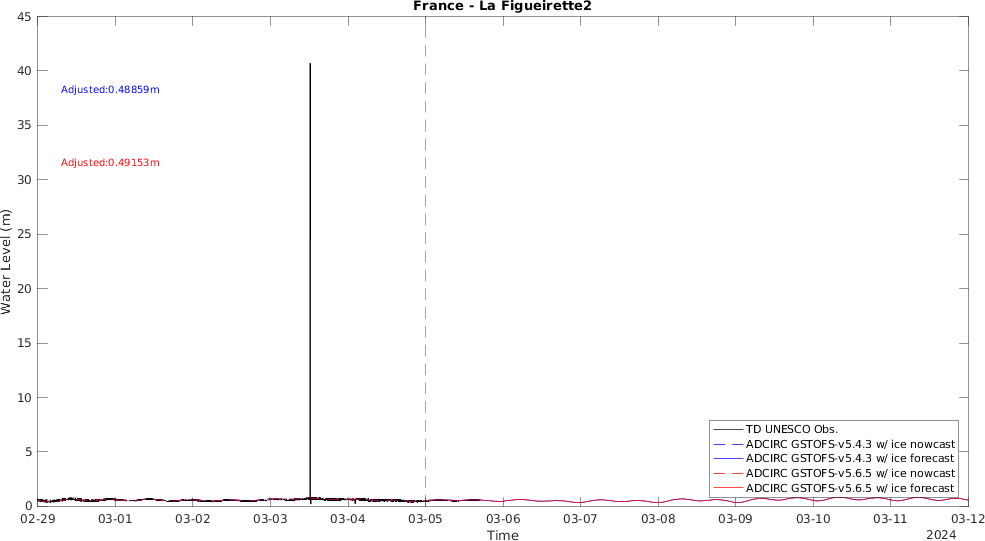 France - La Figueirette2
45
40
35
30
25
20
15
10
5
0
Water Level (m)
Adjusted:0.48859m
Adjusted:0.49153m
TD UNESCO Obs.
ADCIRC GSTOFS-v5.4.3 w/ ice nowcast
ADCIRC GSTOFS-v5.4.3 w/ ice forecast
ADCIRC GSTOFS-v5.6.5 w/ ice nowcast
ADCIRC GSTOFS-v5.6.5 w/ ice forecast
02-29 03-01 03-02 03-03 03-04 03-05 03-06 03-07 03-08 03-09 03-10 03-11 03-12
Time
2024